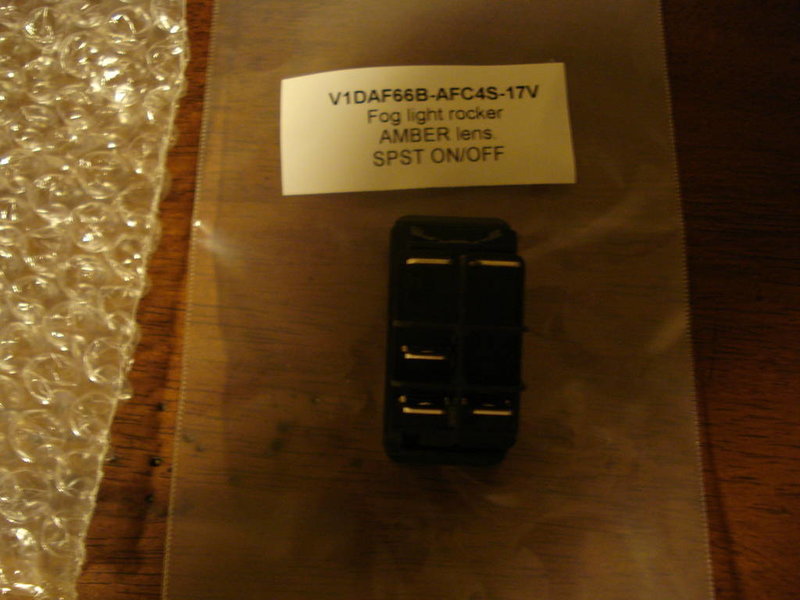 V1DAF66B-AFC4S-17V
Fog light rocker
AMBER lens.
SPST ON/OFF